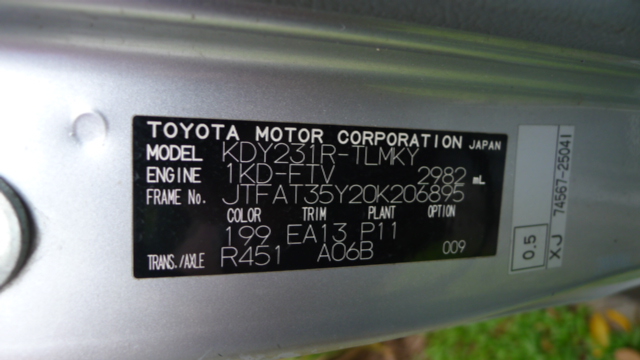 TOYOTA MOTOR CORPORATION JAPAN
MODEL KDY231R-TLMKY
ENGINE 1KD-FTV 2982 mL
FRAME No. JTFAT35Y20K206895
COLOR TRIM PLANT OPTION
199 EA13 P11
TRANS./AXLE R451 A06B 009
0.5
XJ 74567-25041